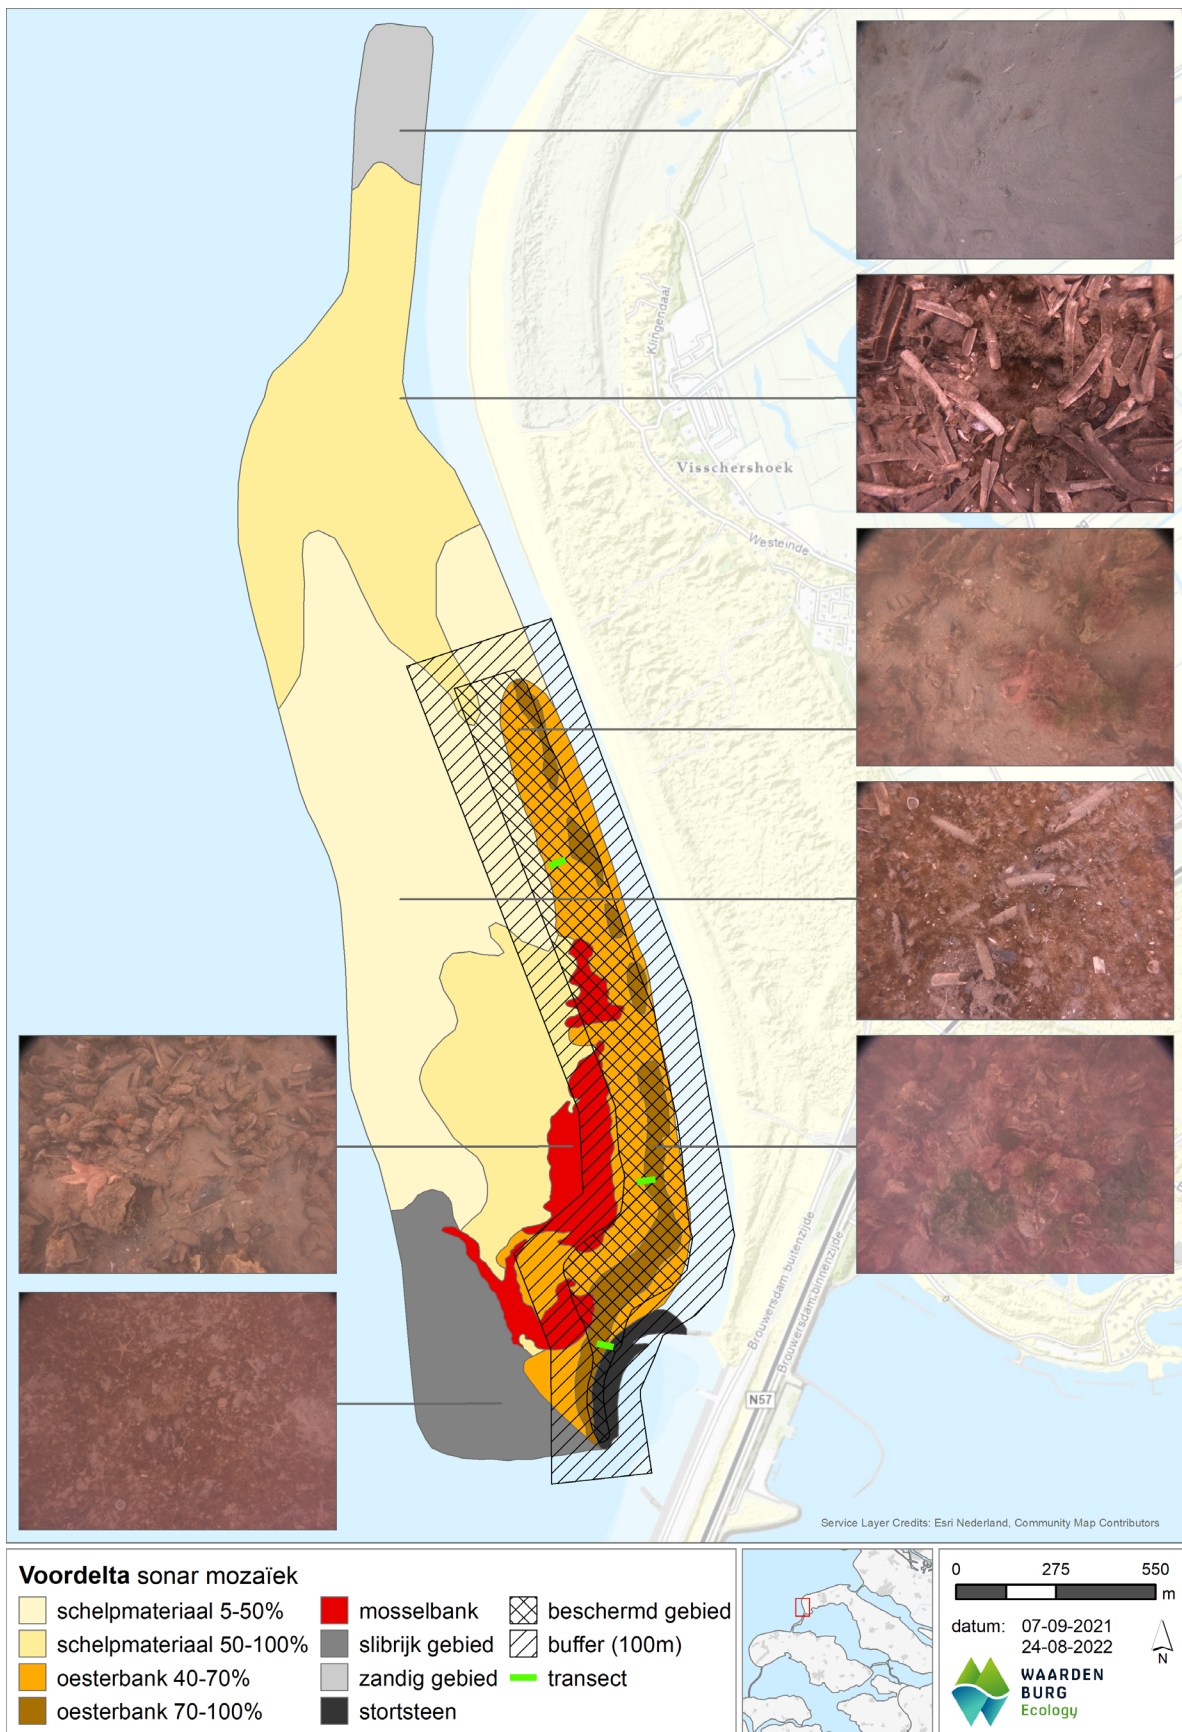 Klingendaal
Visschershoek
Westeinde
Brouwersdam buitenzijde
Brouwersdam binnenzijde
N57
Service Layer Credits: Esri Nederland, Community Map Contributors
Voordelta sonar mozaïek
schelpmateriaal 5-50%
schelpmateriaal 50-100%
oesterbank 40-70%
oesterbank 70-100%
mosselbank
slibrijk gebied
zandig gebied
stortsteen
beschermd gebied
buffer (100m)
transect
0 275 550
m
datum: 07-09-2021
24-08-2022
N
WAARDEN
BURG
Ecology